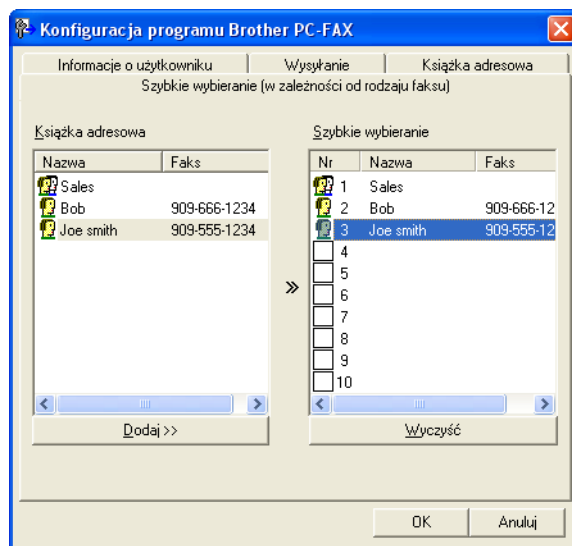 Konfiguracja programu Brother PC-FAX
Informacje o użytkowniku Wysyłanie Książka adresowa
Szybkie wybieranie (w zależności od rodzaju faksu)
Książka adresowa Szybkie wybieranie
Nazwa Faks Nr Nazwa Faks
Sales 1 Sales
Bob 909-666-1234 2 Bob 909-666-12
Joe smith 909-555-1234 3 Joe smith 909-555-12
4
5
»
6
7
8
9
10
Dodaj >> Wyczyść
OK Anuluj